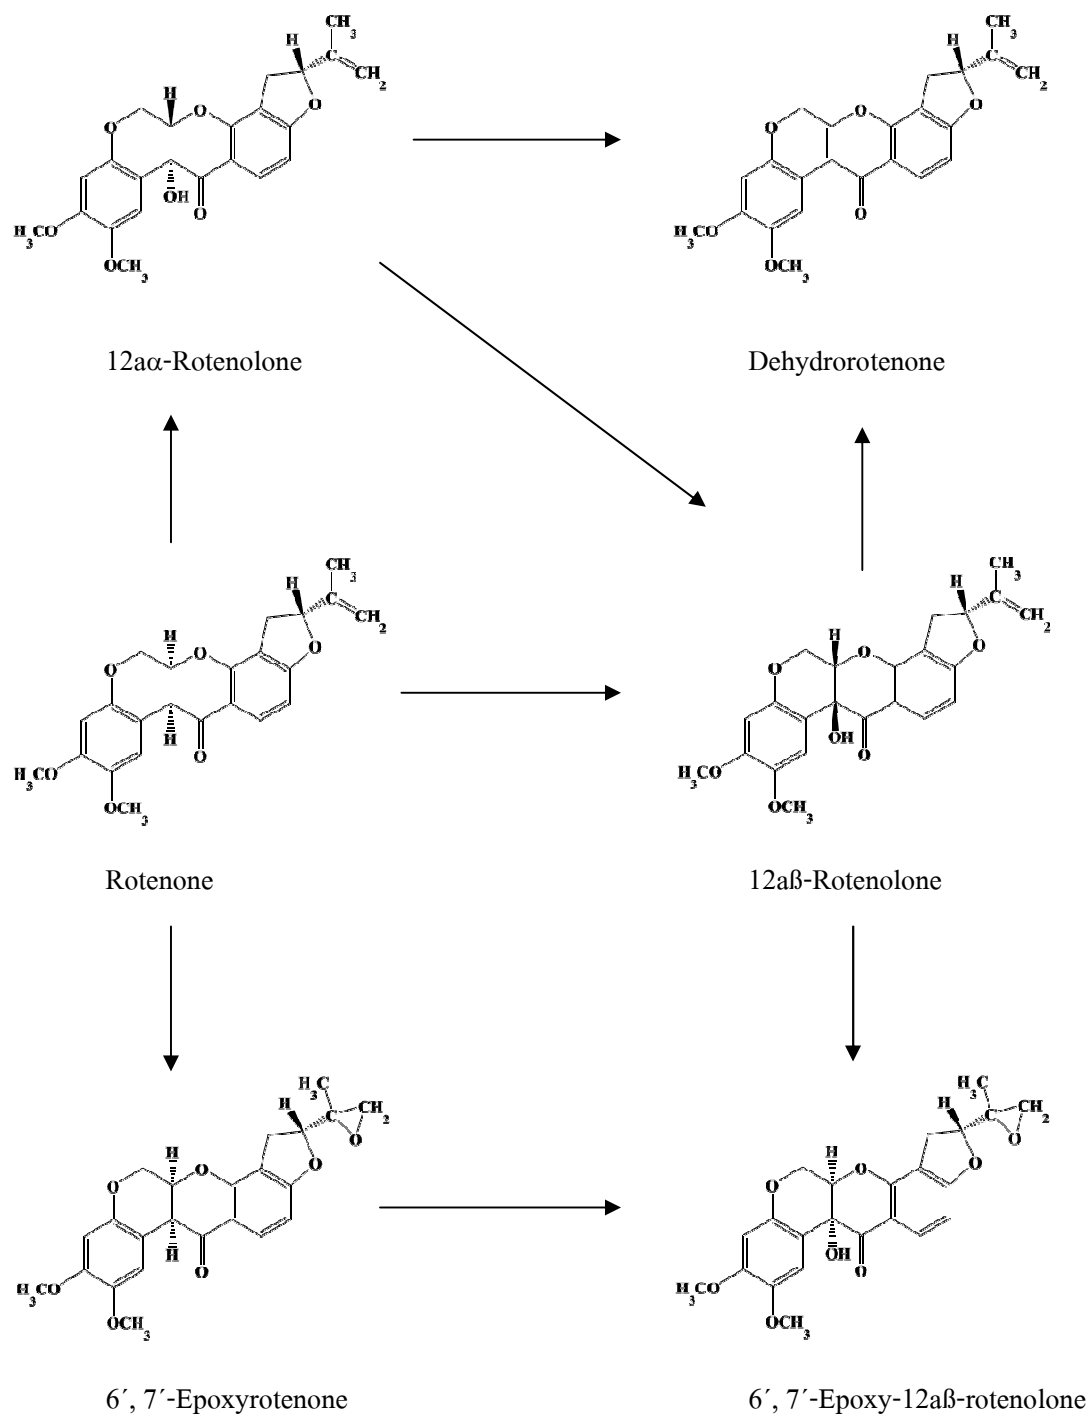 CH3
H C CH2
H O O
O
OH
O
H3CO
OCH3
12aα-Rotenolone
CH3
H C CH2
O O
O
O
H3CO
OCH3
Dehydrorotenone
CH3
H C CH2
H O O
O
H
O
H3CO
OCH3
Rotenone
CH3
H C CH2
H O O
O
OH
O
H3CO
OCH3
12aß-Rotenolone
H3C
H C CH2
O
H O O
O
H
O
H3CO
OCH3
6´, 7´-Epoxyrotenone
H3C
H C CH2
O
H O O
O
OH
O
H3CO
OCH3
6´, 7´-Epoxy-12aß-rotenolone